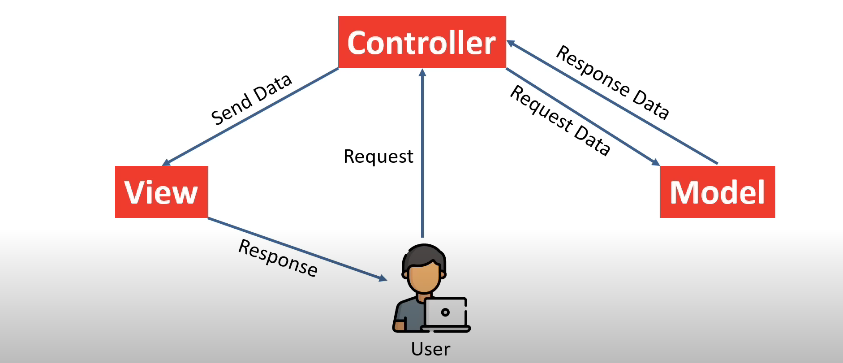 Controller
Send Data
Response Data
Request Data
Request
View
Model
Response
User